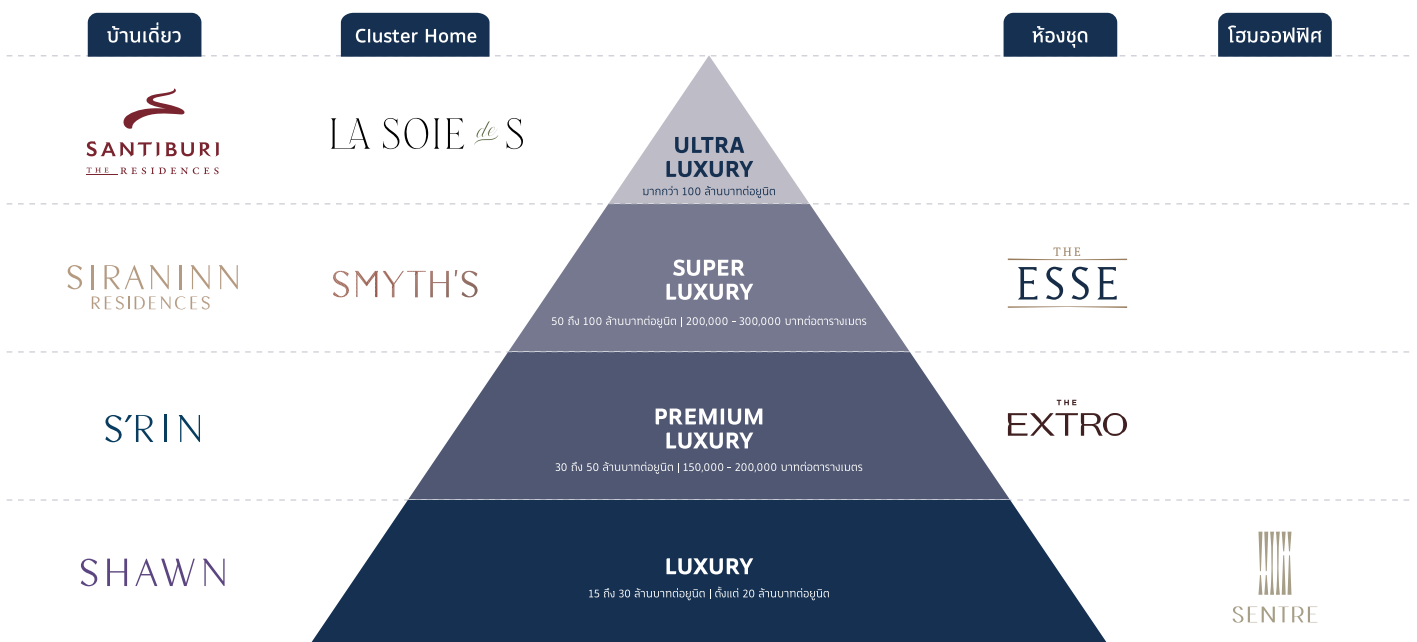 บ้านเดี่ยว
Cluster Home
ห้องชุด
โฮมออฟฟิศ
SANTIBURI
THE RESIDENCES
LA SOIE de S
ULTRA
LUXURY
มากกว่า 100 ล้านบาทต่อยูนิต
SIRANINN
RESIDENCES
SMYTH'S
SUPER
LUXURY
50 ถึง 100 ล้านบาทต่อยูนิต | 200,000 – 300,000 บาทต่อตารางเมตร
THE
ESSE
S'RIN
PREMIUM
LUXURY
30 ถึง 50 ล้านบาทต่อยูนิต | 150,000 – 200,000 บาทต่อตารางเมตร
THE
EXTRO
SHAWN
LUXURY
15 ถึง 30 ล้านบาทต่อยูนิต | ตั้งแต่ 20 ล้านบาทต่อยูนิต
SENTRE